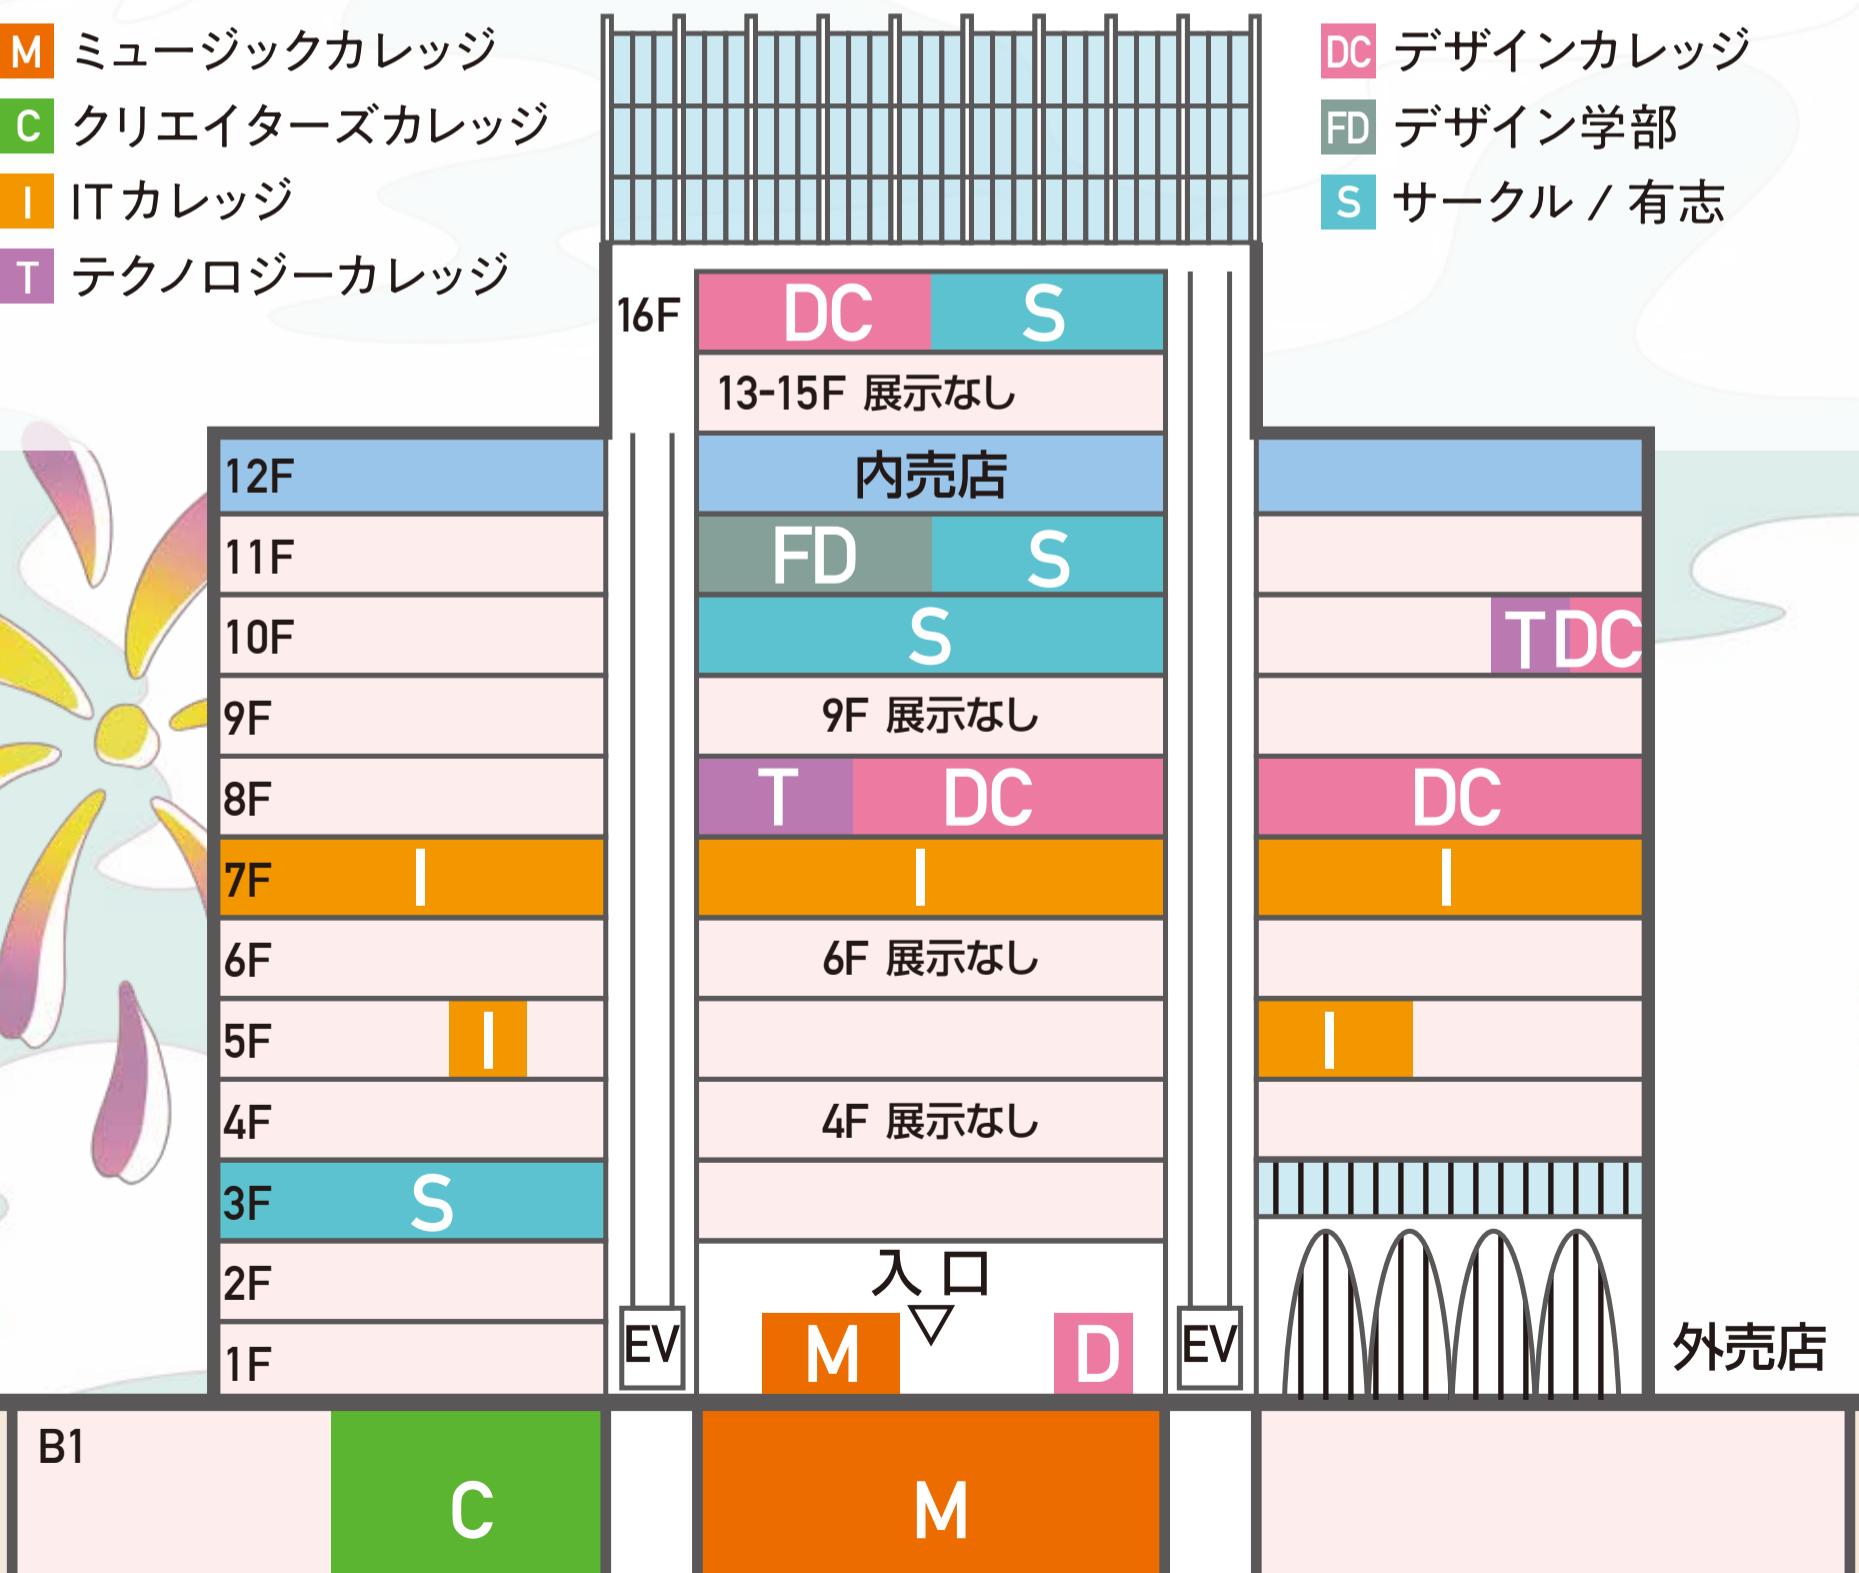 M ミュージックカレッジ
C クリエイターズカレッジ
I ITカレッジ
T テクノロジーカレッジ
DC デザインカレッジ
FD デザイン学部
S サークル / 有志
16F DC S
13-15F 展示なし
12F 内売店
11F FD S
10F S T DC
9F 9F 展示なし
8F T DC DC
7F I I I
6F 6F 展示なし
5F I I
4F 4F 展示なし
3F S
2F 入口
1F EV M D EV 外売店
B1 C M